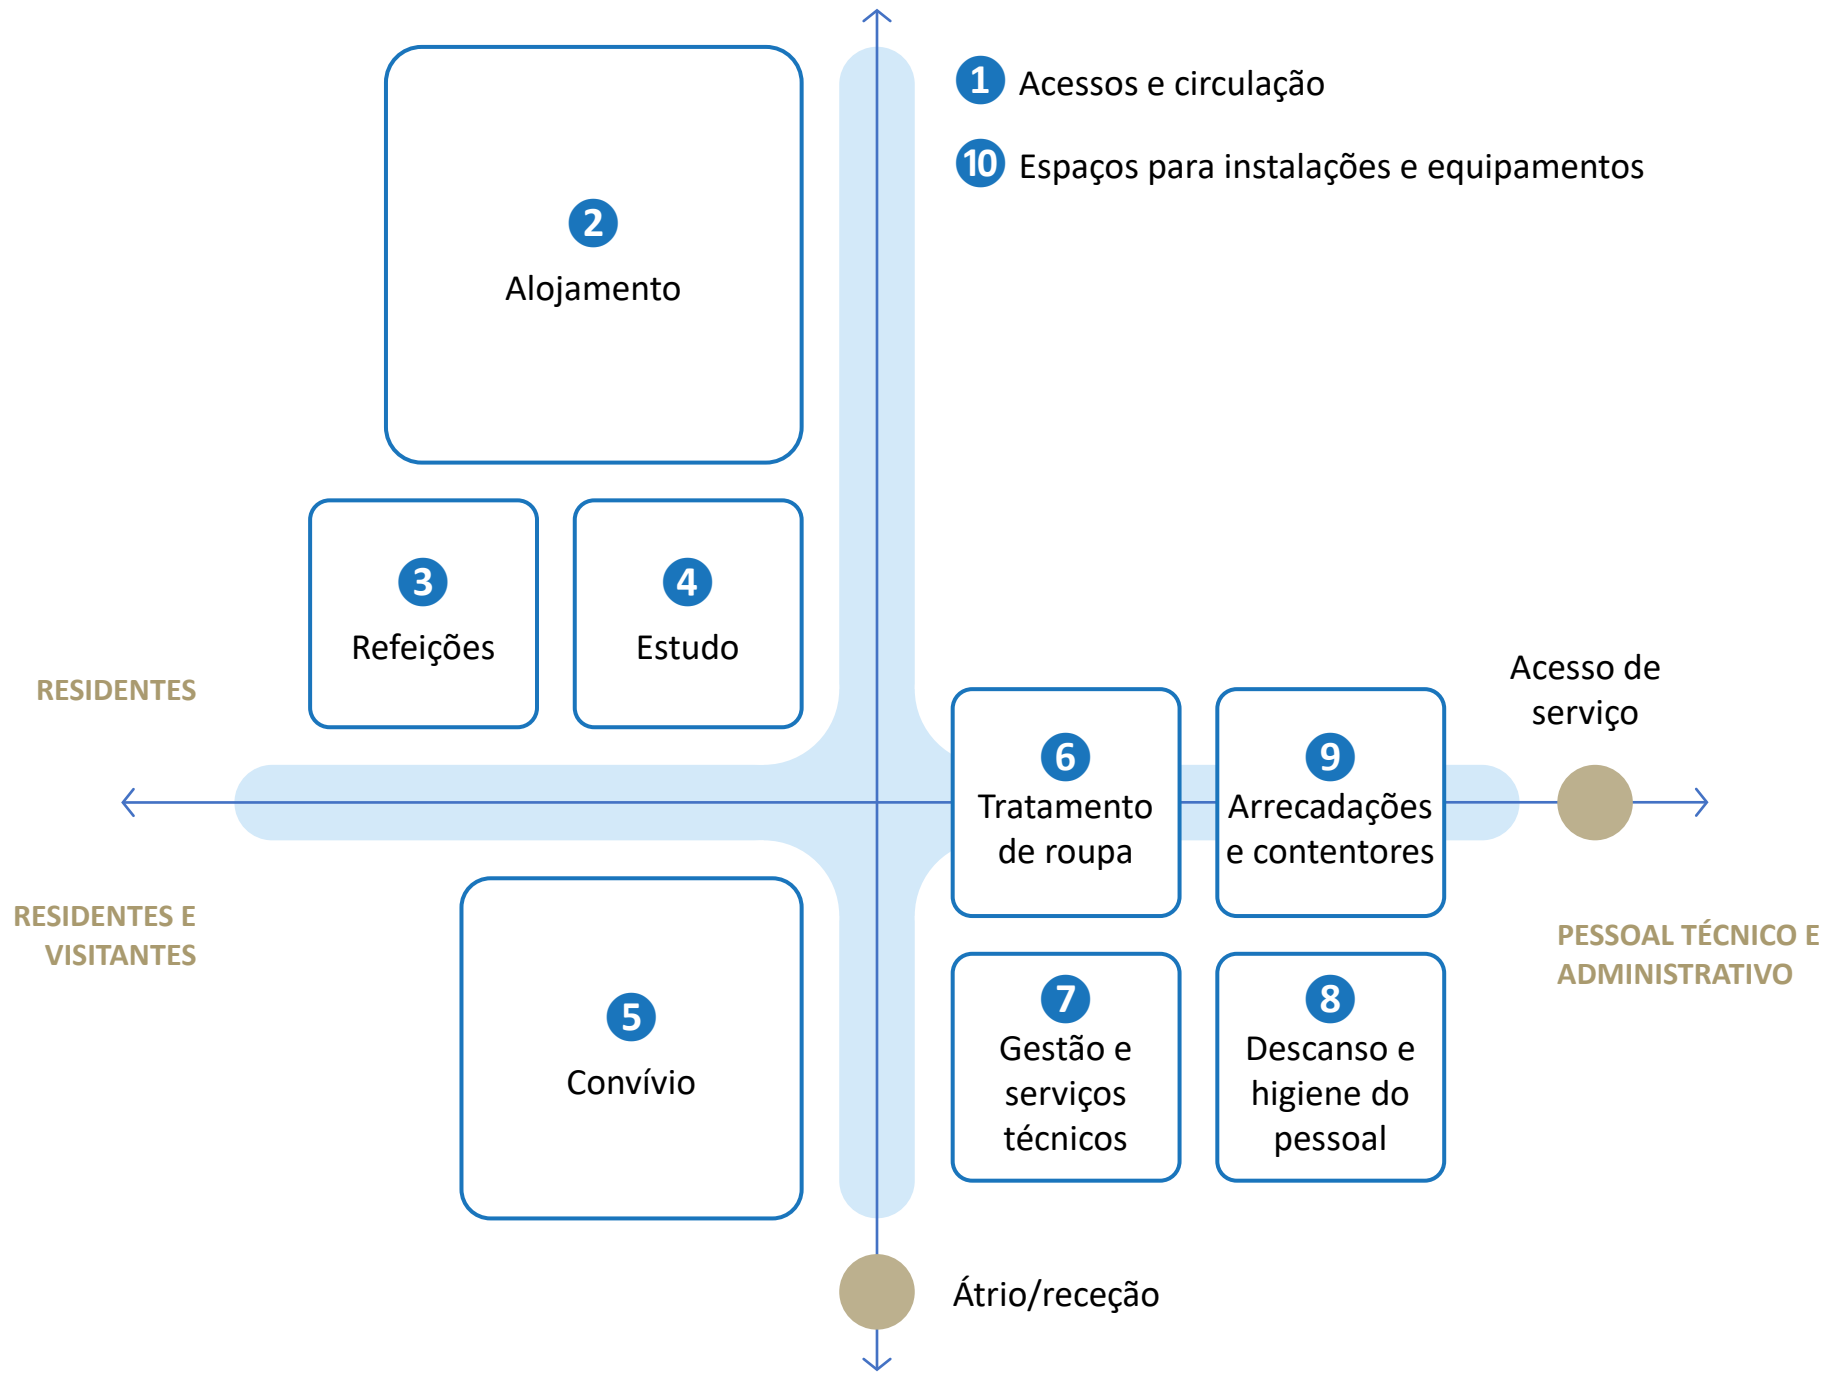 1 Acessos e circulação
10 Espaços para instalações e equipamentos
2
Alojamento
3
Refeições
4
Estudo
RESIDENTES
Acesso de
serviço
6
Tratamento
de roupa
9
Arrecadações
e contentores
RESIDENTES E
VISITANTES
PESSOAL TÉCNICO E
ADMINISTRATIVO
5
Convívio
7
Gestão e
serviços
técnicos
8
Descanso e
higiene do
pessoal
Átrio/receção